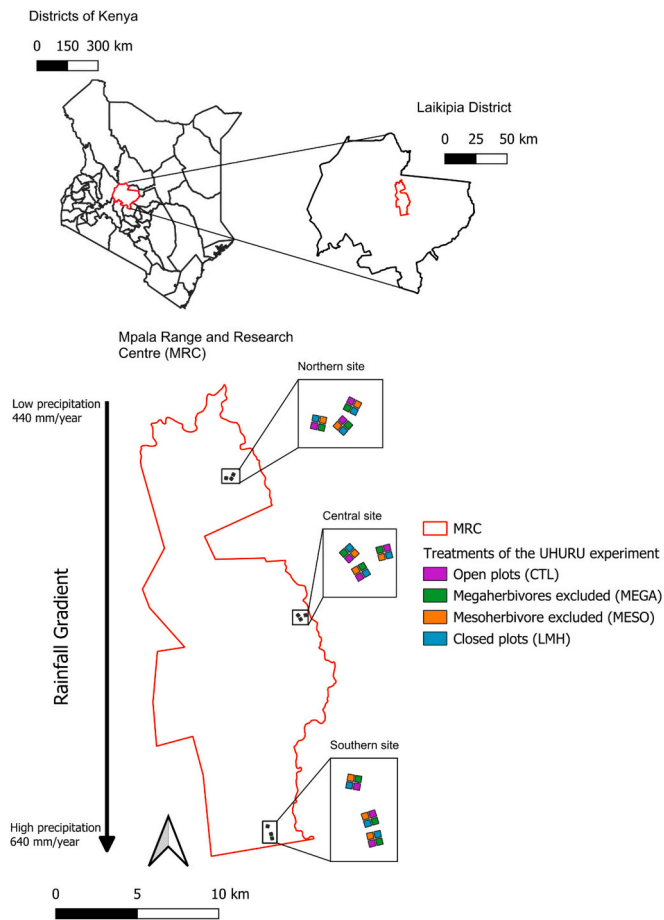 Districts of Kenya
0 150 300 km
Laikipia District
0 25 50 km
Mpala Range and Research
Centre (MRC)
Northern site
Low precipitation
440 mm/year
Central site
MRC
Treatments of the UHURU experiment
Open plots (CTL)
Megaherbivores excluded (MEGA)
Mesoherbivore excluded (MESO)
Closed plots (LMH)
Rainfall Gradient
Southern site
High precipitation
640 mm/year
0 5 10 km